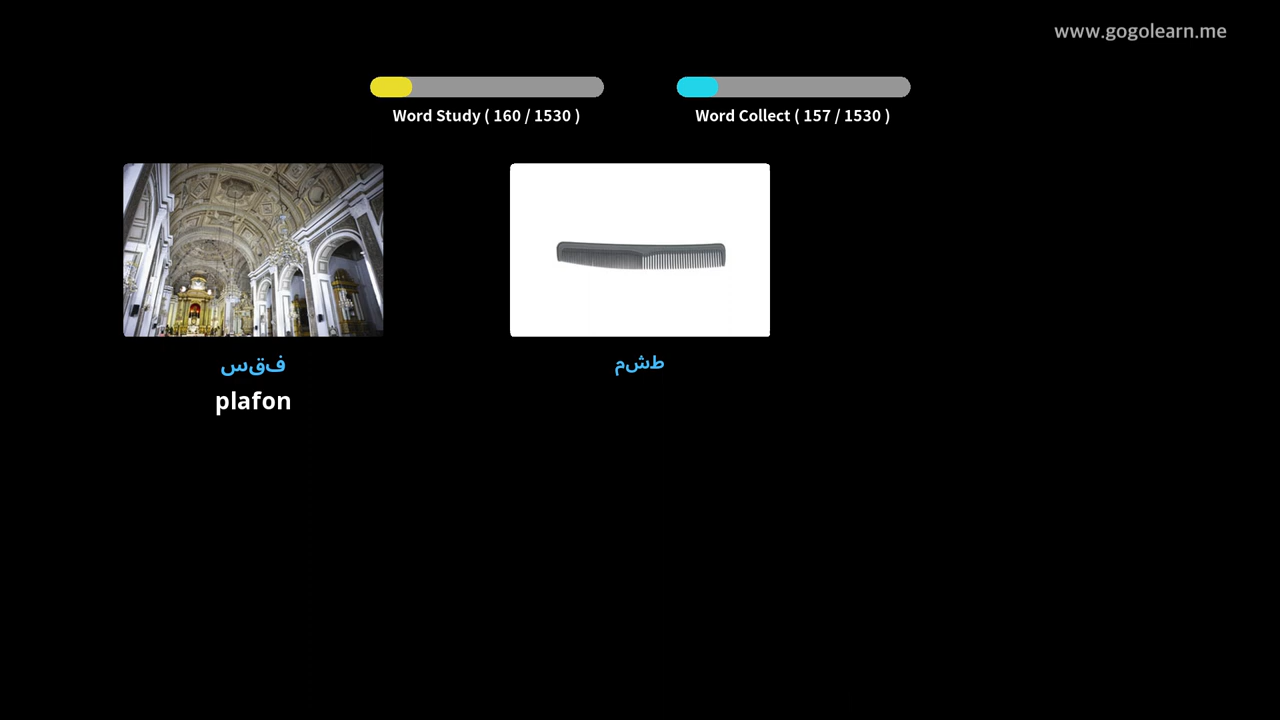 www.gogolearn.me
Word Study ( 160 / 1530 )
Word Collect ( 157 / 1530 )
فقس
plafon
طشم